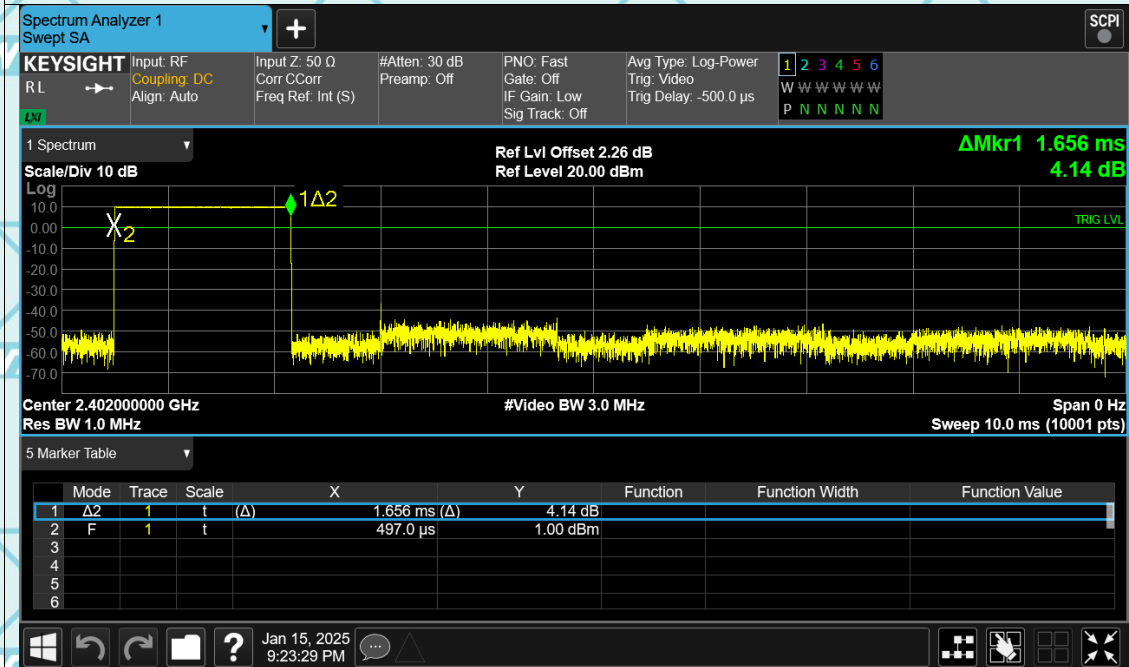 Spectrum Analyzer 1
Swept SA
+
SCPI
KEYSIGHT
RL
LXI
Input: RF
Coupling: DC
Align: Auto
Input Z: 50 Ω
Corr CCorr
Freq Ref: Int (S)
#Atten: 30 dB
Preamp: Off
PNO: Fast
Gate: Off
IF Gain: Low
Sig Track: Off
Avg Type: Log-Power
Trig: Video
Trig Delay: -500.0 µs
1 2 3 4 5 6
W W W W W W
P N N N N N
1 Spectrum
Scale/Div 10 dB
Ref Lvl Offset 2.26 dB
Ref Level 20.00 dBm
ΔMkr1 1.656 ms
4.14 dB
Log
10.0
0.00
-10.0
-20.0
-30.0
-40.0
-50.0
-60.0
-70.0
1Δ2
2
TRIG LVL
Center 2.402000000 GHz
#Video BW 3.0 MHz
Span 0 Hz
Res BW 1.0 MHz
Sweep 10.0 ms (10001 pts)
5 Marker Table
Mode Trace Scale X Y Function Function Width Function Value
1 Δ2 1 t (Δ) 1.656 ms (Δ) 4.14 dB
2 F 1 t 497.0 µs 1.00 dBm
3
4
5
6
?
Jan 15, 2025
9:23:29 PM